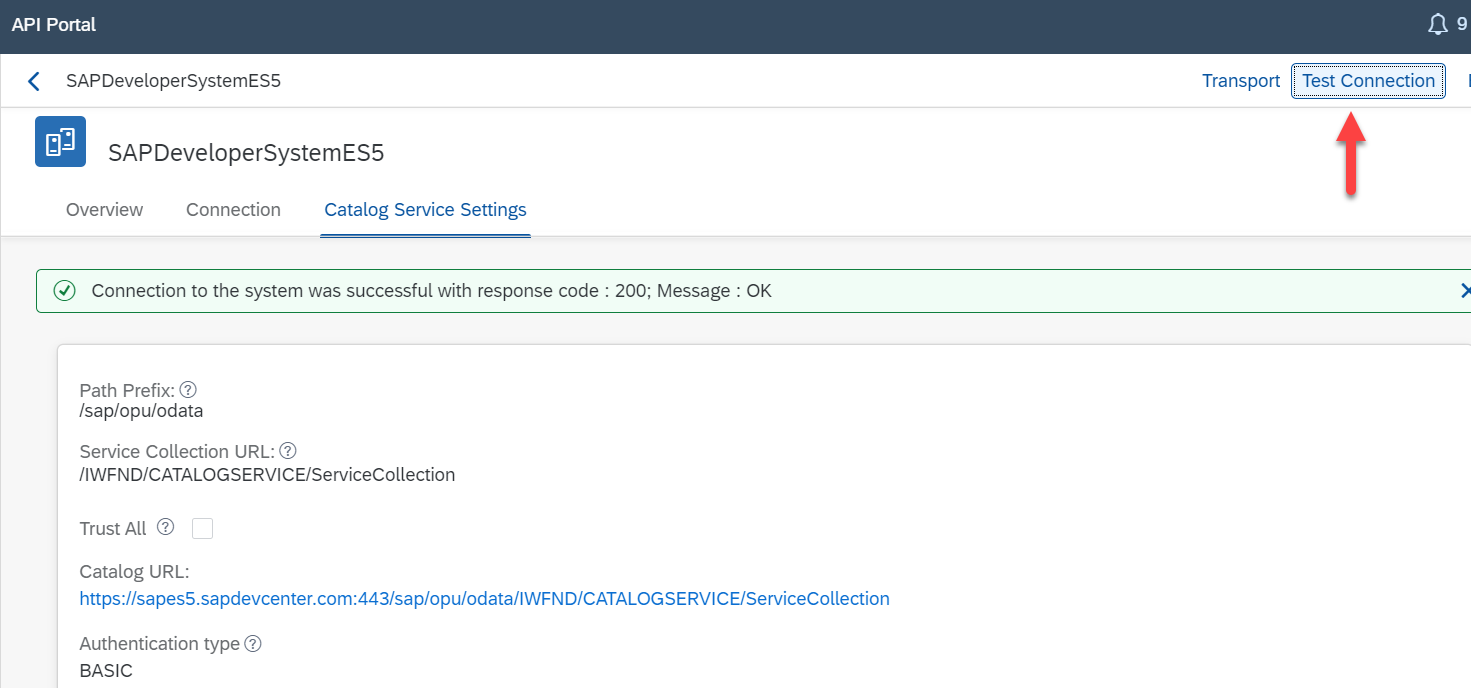 API Portal
9
SAPDeveloperSystemES5
Transport
Test Connection
SAPDeveloperSystemES5
Overview
Connection
Catalog Service Settings
Connection to the system was successful with response code : 200; Message : OK
Path Prefix:
/sap/opu/odata
Service Collection URL:
/IWFND/CATALOGSERVICE/ServiceCollection
Trust All
Catalog URL:
https://sapes5.sapdevcenter.com:443/sap/opu/odata/IWFND/CATALOGSERVICE/ServiceCollection
Authentication type
BASIC